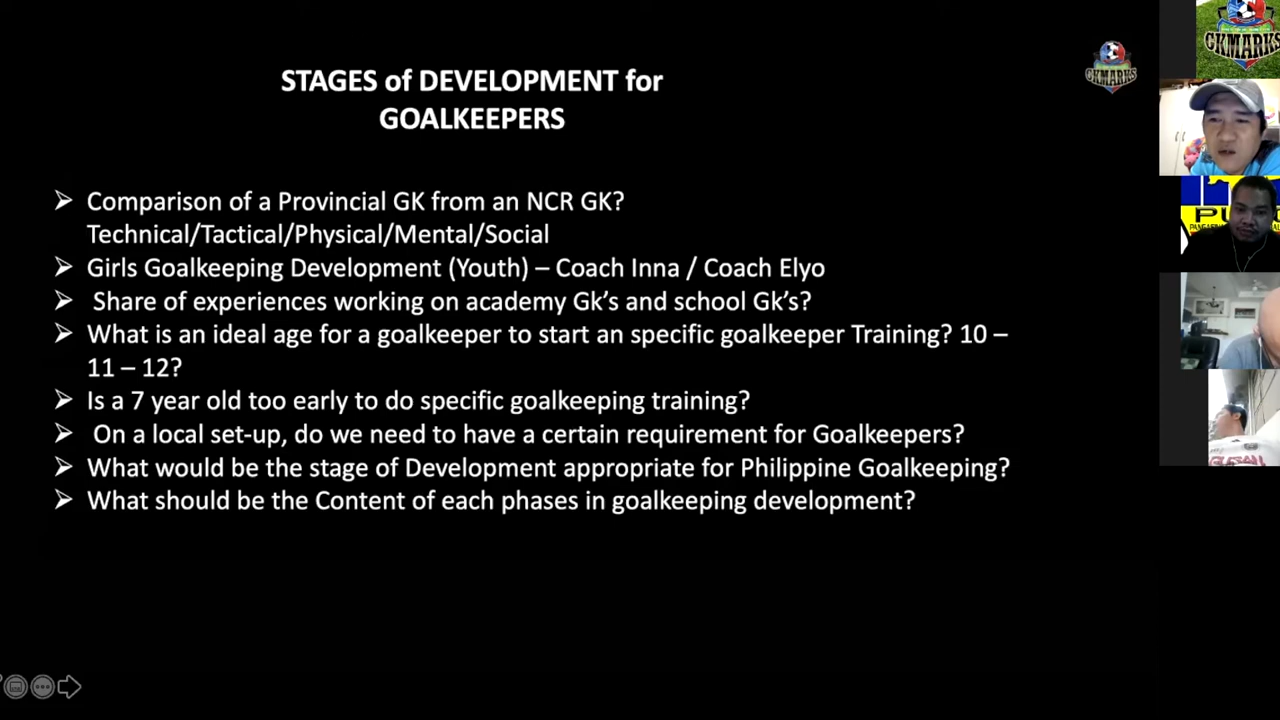 STAGES of DEVELOPMENT for
GOALKEEPERS
GKMARKS
GKMARKS
➢ Comparison of a Provincial GK from an NCR GK?
Technical/Tactical/Physical/Mental/Social
➢ Girls Goalkeeping Development (Youth) – Coach Inna / Coach Elyo
➢ Share of experiences working on academy Gk's and school Gk's?
➢ What is an ideal age for a goalkeeper to start an specific goalkeeper Training? 10 –
11 – 12?
➢ Is a 7 year old too early to do specific goalkeeping training?
➢ On a local set-up, do we need to have a certain requirement for Goalkeepers?
➢ What would be the stage of Development appropriate for Philippine Goalkeeping?
➢ What should be the Content of each phases in goalkeeping development?